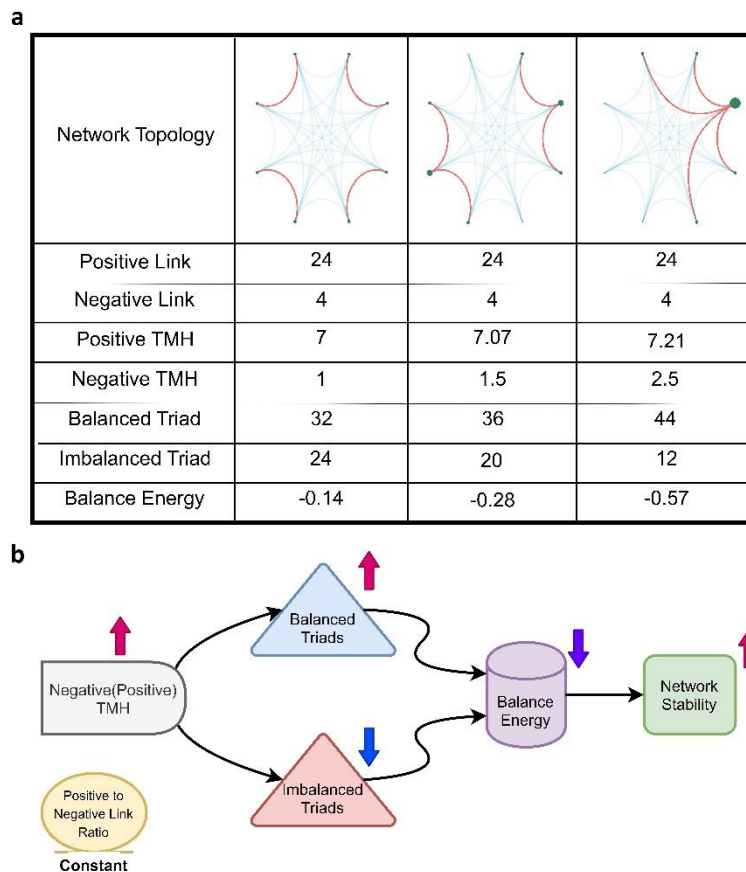 a
Network Topology
Positive Link 24 24 24
Negative Link 4 4 4
Positive TMH 7 7.07 7.21
Negative TMH 1 1.5 2.5
Balanced Triad 32 36 44
Imbalanced Triad 24 20 12
Balance Energy -0.14 -0.28 -0.57
b
Balanced
Triads
Negative(Positive)
TMH
Balance
Energy
Network
Stability
Imbalanced
Triads
Positive to
Negative Link
Ratio
Constant